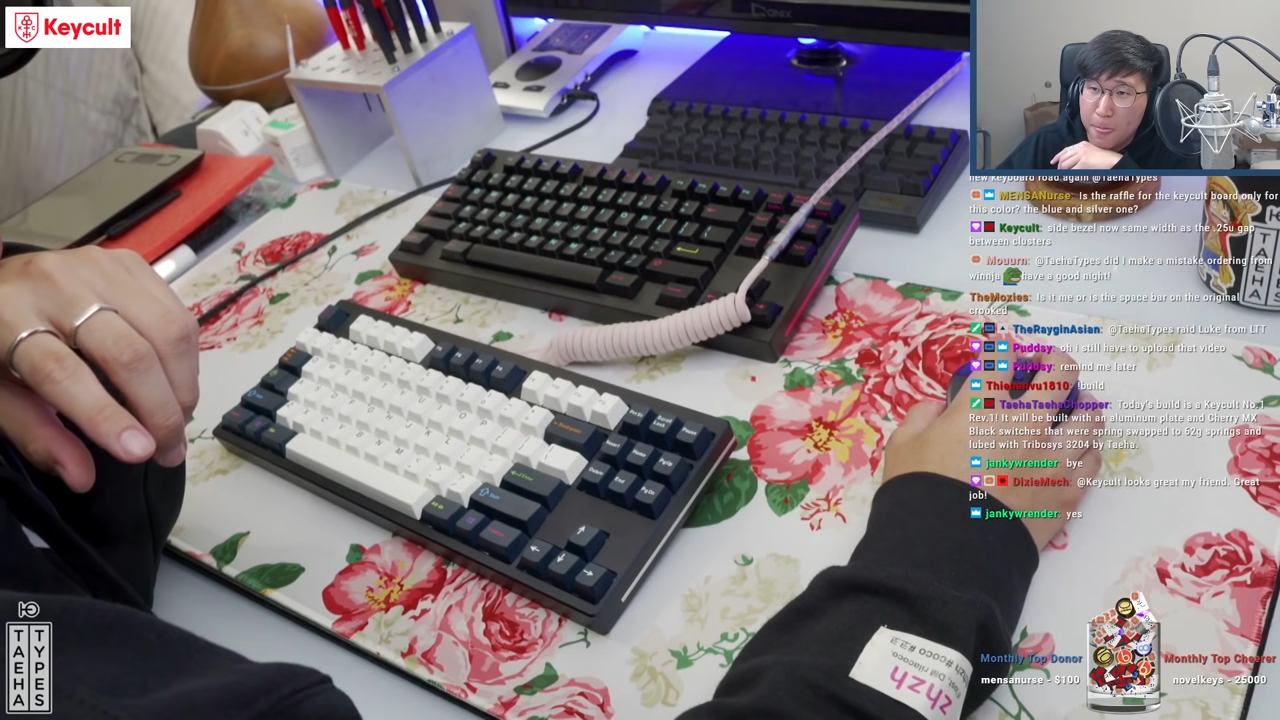 Keycult
new keyboard road again @TaehaTypes
MENSANurse: Is the raffle for the keycult board only for
this color? the blue and silver one?
Keycult: side bezel now same width as the .25u gap
between clusters
Mouurn: @TaehaTypes did I make a mistake ordering from
winnja have a good night!
TheMoxies: Is it me or is the space bar on the original
crooked
TheRayginAsian: @TaehaTypes raid Luke from LTT
Puddsy: oh i still have to upload that video
Puddsy: remind me later
Thienauvu1810: !build
TaehaTaehaChopper: Today's build is a Keycult No.1
Rev.1! It will be built with an aluminum plate and Cherry MX
Black switches that were spring swapped to 62g springs and
lubed with Tribosys 3204 by Taeha.
jankywrender: bye
DixieMech: @Keycult looks great my friend. Great
job!
jankywrender: yes
Monthly Top Donor
mensanurse - $100
Monthly Top Cheerer
novelkeys - 25000
TAEHA
TYPES
Home
PgUp
End
PgDn
zhzh